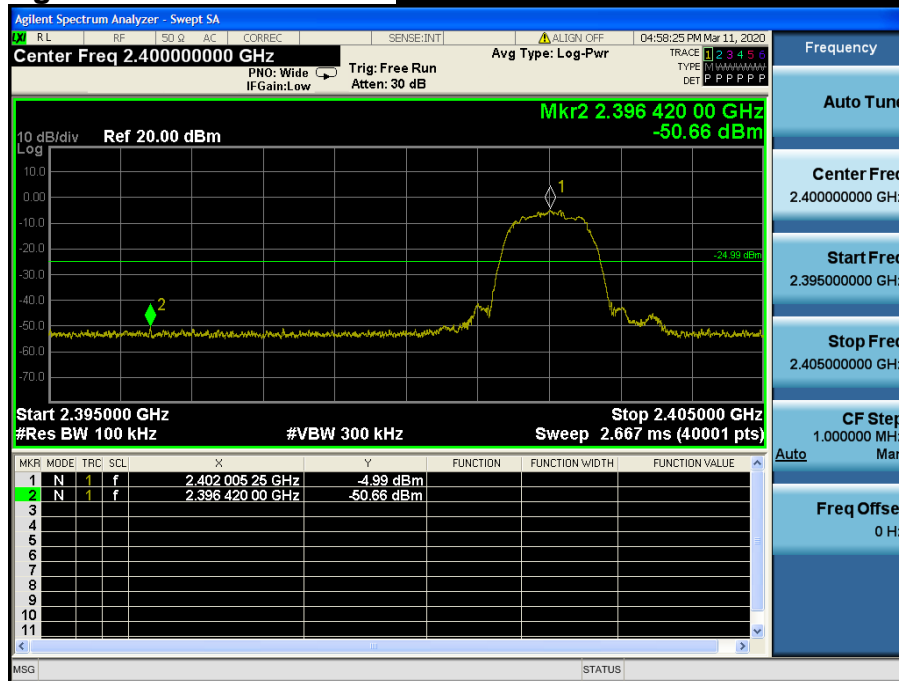 Agilent Spectrum Analyzer - Swept SA
LXI RL RF 50 Ω AC CORREC SENSE:INT ALIGN OFF 04:58:25 PM Mar 11, 2020
Center Freq 2.400000000 GHz
PNO: Wide
IFGain:Low
Trig: Free Run
Atten: 30 dB
Avg Type: Log-Pwr
TRACE 1 2 3 4 5 6
TYPE M WWWWW
DET P P P P P P
Mkr2 2.396 420 00 GHz
-50.66 dBm
10 dB/div Ref 20.00 dBm
Log
10.0
0.00
-10.0
-20.0
-30.0
-40.0
-50.0
-60.0
-70.0
1
2
-24.99 dBm
Start 2.395000 GHz Stop 2.405000 GHz
#Res BW 100 kHz #VBW 300 kHz Sweep 2.667 ms (40001 pts)
MKR MODE TRC SCL X Y FUNCTION FUNCTION WIDTH FUNCTION VALUE
1 N 1 f 2.402 005 25 GHz -4.99 dBm
2 N 1 f 2.396 420 00 GHz -50.66 dBm
3
4
5
6
7
8
9
10
11
MSG STATUS
Frequency
Auto Tune
Center Freq
2.400000000 GHz
Start Freq
2.395000000 GHz
Stop Freq
2.405000000 GHz
CF Step
1.000000 MHz
Auto Man
Freq Offset
0 Hz